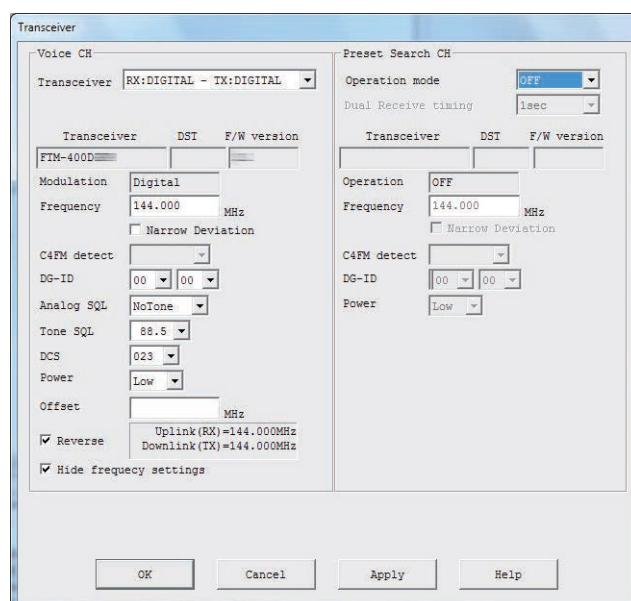 Transceiver
Voice CH
Transceiver RX:DIGITAL - TX:DIGITAL
Transceiver DST F/W version
FTM-400D
Modulation Digital
Frequency 144.000 MHz
Narrow Deviation
C4FM detect
DG-ID 00 00
Analog SQL NoTone
Tone SQL 88.5
DCS 023
Power Low
Offset MHz
Reverse Uplink(RX)=144.000MHz
Downlink(TX)=144.000MHz
Hide frequecy settings
Preset Search CH
Operation mode OFF
Dual Receive timing 1sec
Transceiver DST F/W version
Operation OFF
Frequency 144.000 MHz
Narrow Deviation
C4FM detect
DG-ID 00 00
Power Low
OK Cancel Apply Help